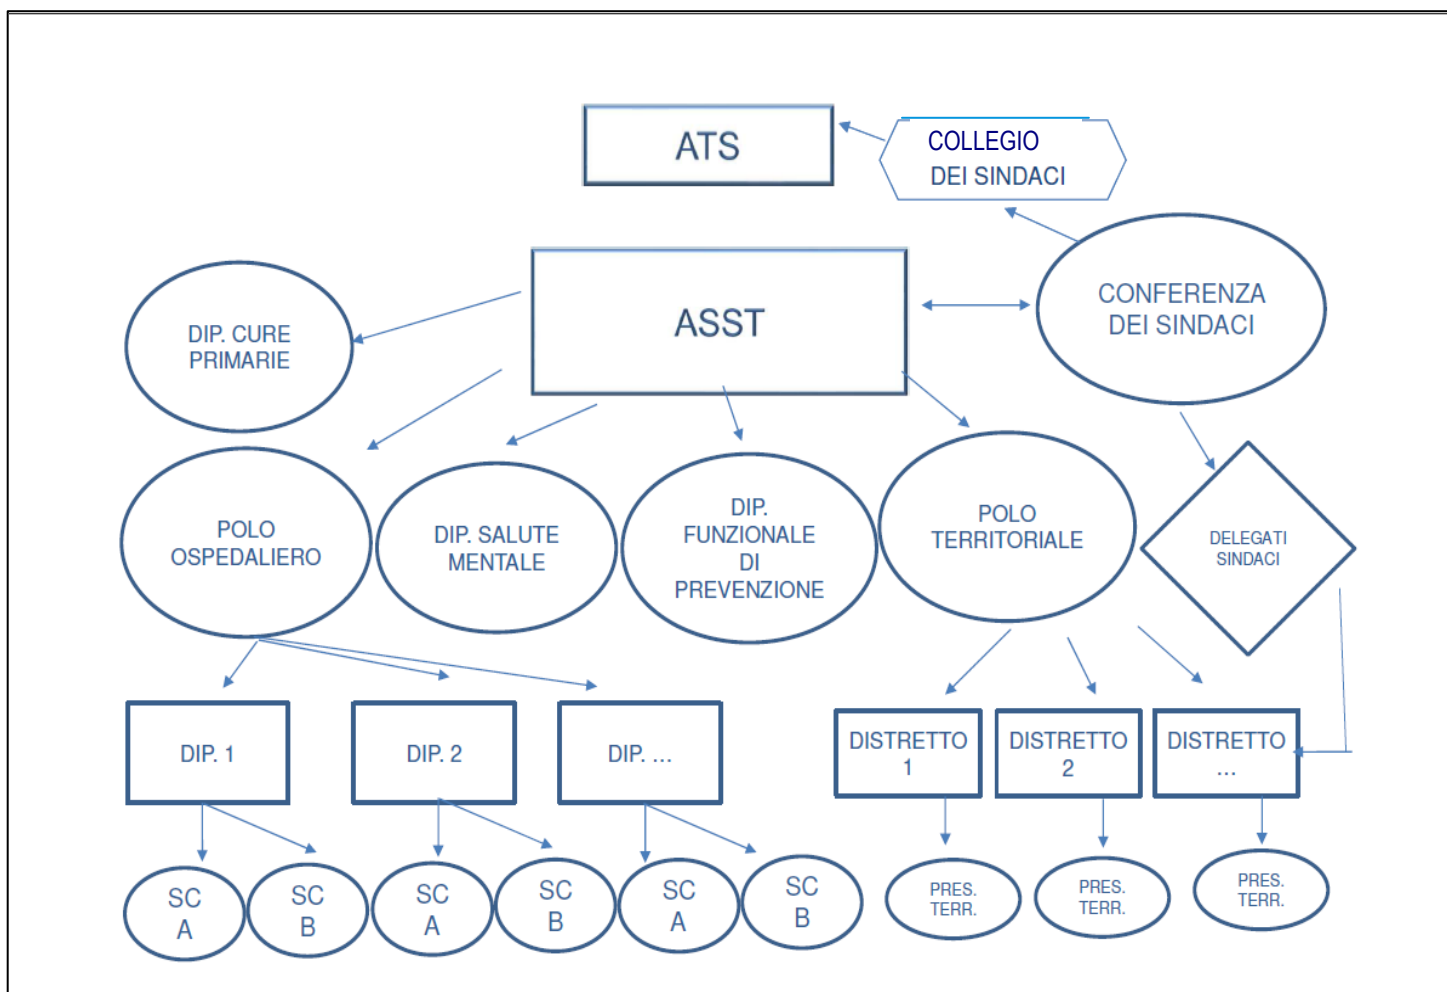 ATS
COLLEGIO
DEI SINDACI
ASST
CONFERENZA
DEI SINDACI
DIP. CURE
PRIMARIE
POLO
OSPEDALIERO
DIP. SALUTE
MENTALE
DIP.
FUNZIONALE
DI
PREVENZIONE
POLO
TERRITORIALE
DELEGATI
SINDACI
DIP. 1
DIP. 2
DIP. ...
DISTRETTO
1
DISTRETTO
2
DISTRETTO
...
SC
A
SC
B
SC
A
SC
B
SC
A
SC
B
PRES.
TERR.
PRES.
TERR.
PRES.
TERR.